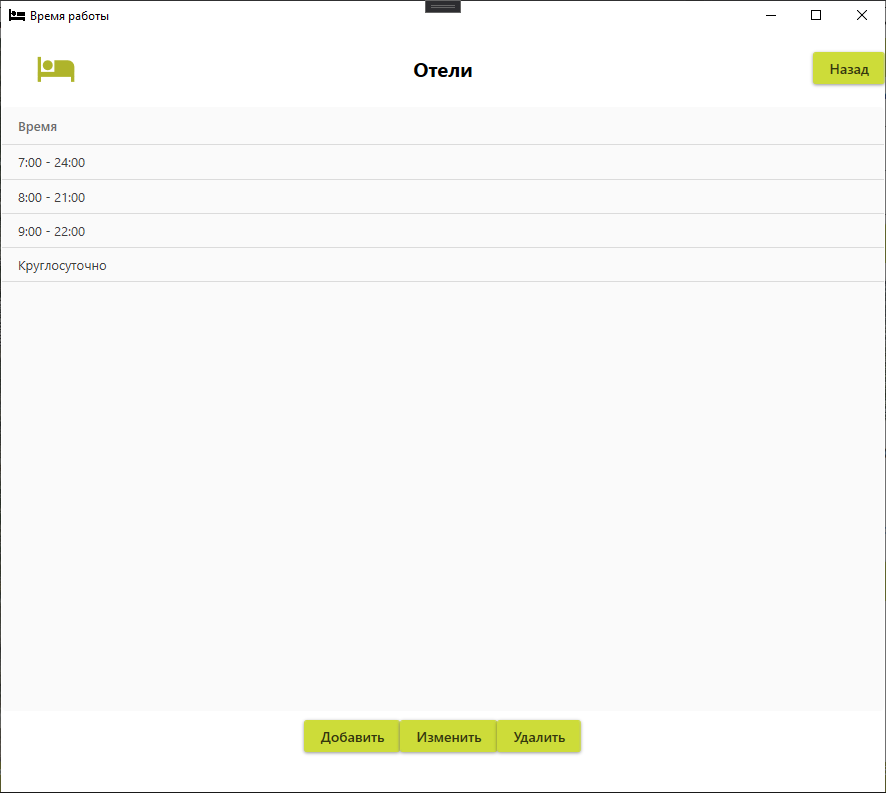 Время работы
Отели
Назад
Время
7:00 - 24:00
8:00 - 21:00
9:00 - 22:00
Круглосуточно
Добавить Изменить Удалить